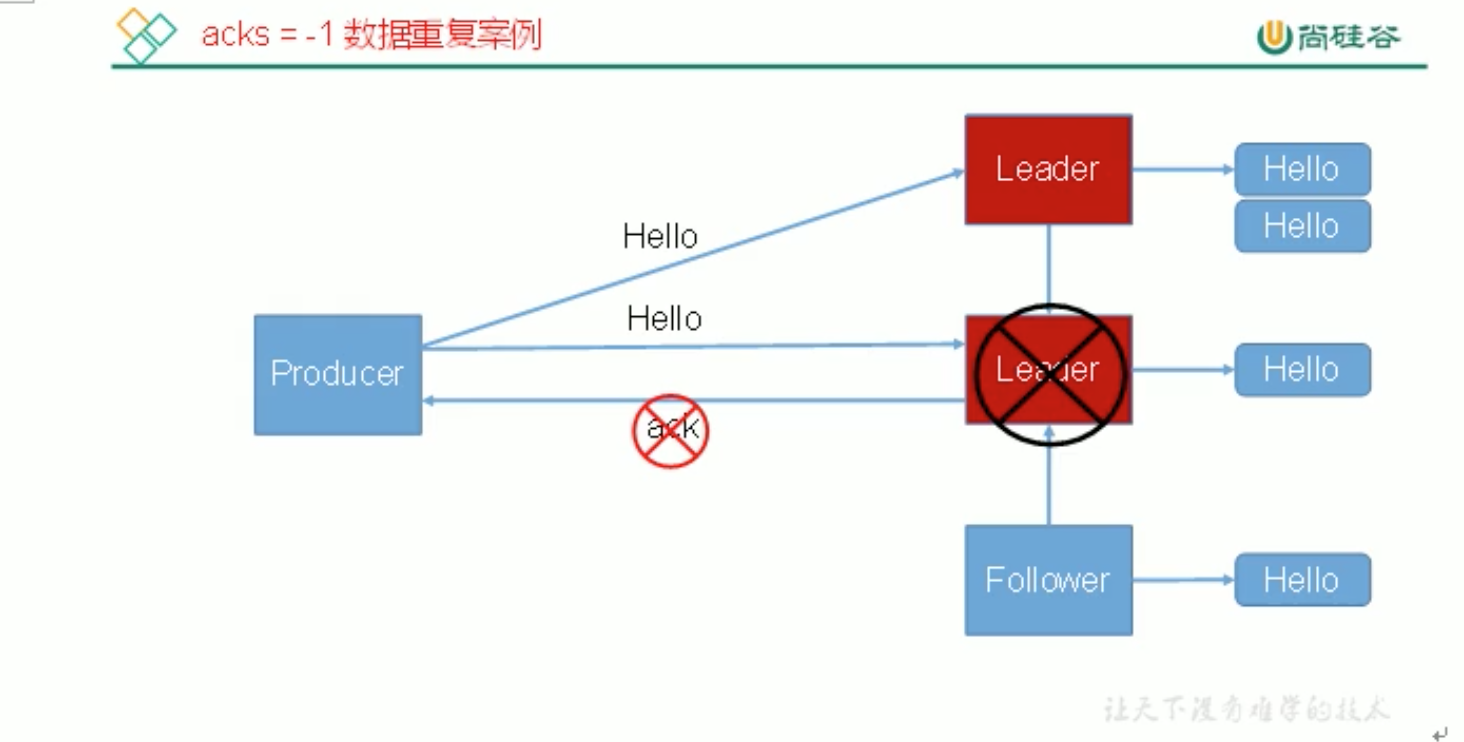 acks = -1 数据重复案例
尚硅谷
Leader
Hello
Hello
Hello
Hello
Producer
Leader
Hello
ack
Follower
Hello
让天下没有难学的技术